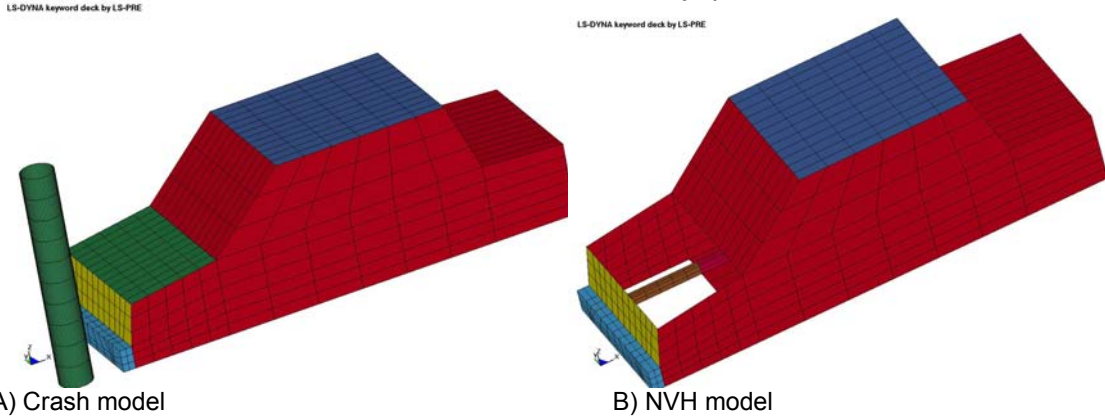 LS-DYNA keyword deck by LS-PRE
LS-DYNA keyword deck by LS-PRE
A) Crash model
B) NVH model